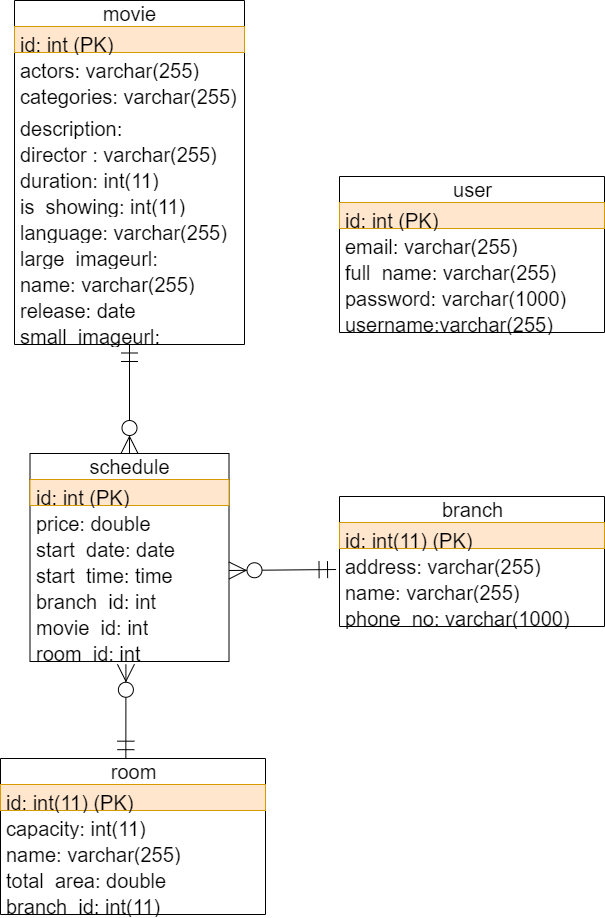 movie
id: int (PK)
actors: varchar(255)
categories: varchar(255)
description:
director : varchar(255)
duration: int(11)
is_showing: int(11)
language: varchar(255)
large_imageurl:
name: varchar(255)
release: date
small_imageurl:
user
id: int (PK)
email: varchar(255)
full_name: varchar(255)
password: varchar(1000)
username:varchar(255)
schedule
id: int (PK)
price: double
start_date: date
start_time: time
branch_id: int
movie_id: int
room_id: int
branch
id: int(11) (PK)
address: varchar(255)
name: varchar(255)
phone_no: varchar(1000)
room
id: int(11) (PK)
capacity: int(11)
name: varchar(255)
total_area: double
branch_id: int(11)